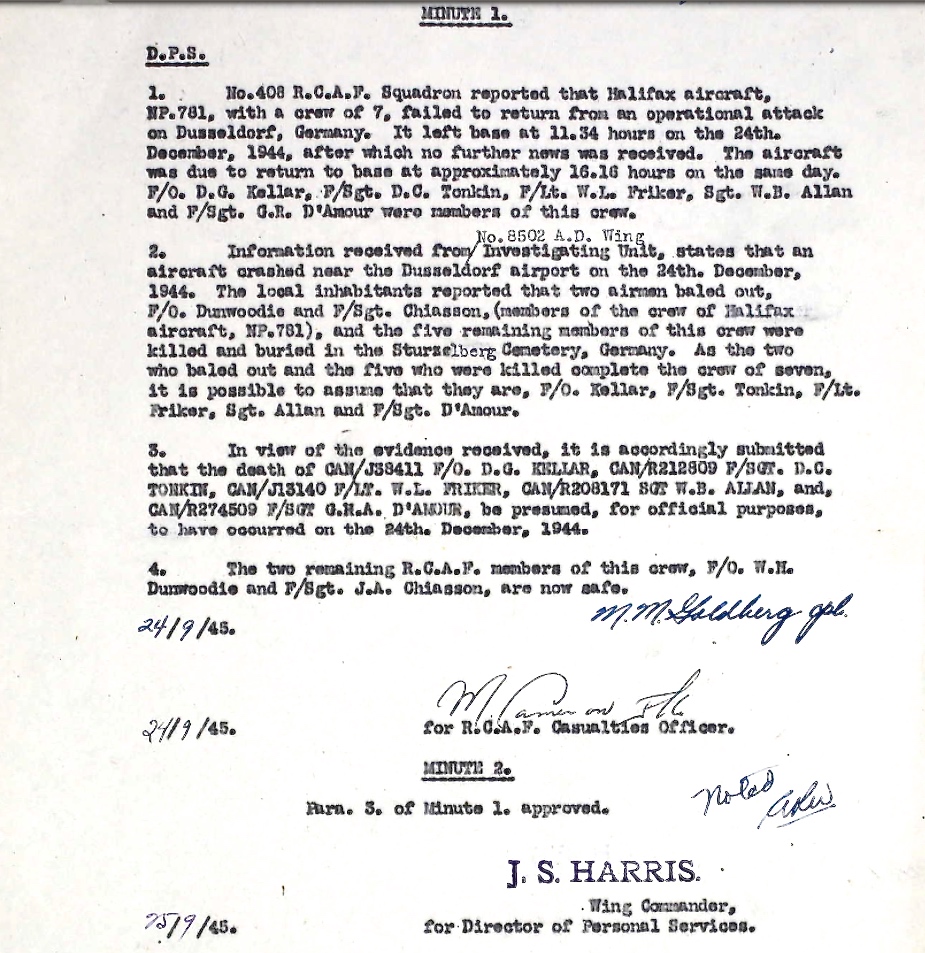 MINUTE 1.
D.P.S.
1. No.408 R.C.A.F. Squadron reported that Halifax aircraft,
NP.781, with a crew of 7, failed to return from an operational attack
on Dusseldorf, Germany. It left base at 11.34 hours on the 24th.
December, 1944, after which no further news was received. The aircraft
was due to return to base at approximately 16.16 hours on the same day.
F/O. D.G. Kellar, F/Sgt. D.C. Tonkin, F/Lt. W.L. Friker, Sgt. W.B. Allan
and F/Sgt. G.R. D'Amour were members of this crew.
No.8502 A.D. Wing
2. Information received from/Investigating Unit, states that an
aircraft crashed near the Dusseldorf airport on the 24th. December,
1944. The local inhabitants reported that two airmen baled out,
F/O. Dunwoodie and F/Sgt. Chiasson, (members of the crew of Halifax
aircraft, NP.781), and the five remaining members of this crew were
killed and buried in the Sturzelberg Cemetery, Germany. As the two
who baled out and the five who were killed complete the crew of seven,
it is possible to assume that they are, F/O. Kellar, F/Sgt. Tonkin, F/Lt.
Friker, Sgt. Allan and F/Sgt. D'Amour.
3. In view of the evidence received, it is accordingly submitted
that the death of CAN/J38411 F/O. D.G. KELLAR, CAN/R212809 F/SGT. D.C.
TONKIN, CAN/J13140 F/LT. W.L. FRIKER, CAN/R208171 SGT W.B. ALLAN, and,
CAN/R274509 F/SGT G.R.A. D'AMOUR, be presumed, for official purposes,
to have occurred on the 24th. December, 1944.
4. The two remaining R.C.A.F. members of this crew, F/O. W.H.
Dunwoodie and F/Sgt. J.A. Chiasson, are now safe.
M.M. Goldberg
24/9/45.
M. Cameron
24/9/45.
for R.C.A.F. Casualties Officer.
MINUTE 2.
Noted
Para. 3. of Minute 1. approved.
J. S. HARRIS.
Wing Commander,
25/9/45.
for Director of Personal Services.